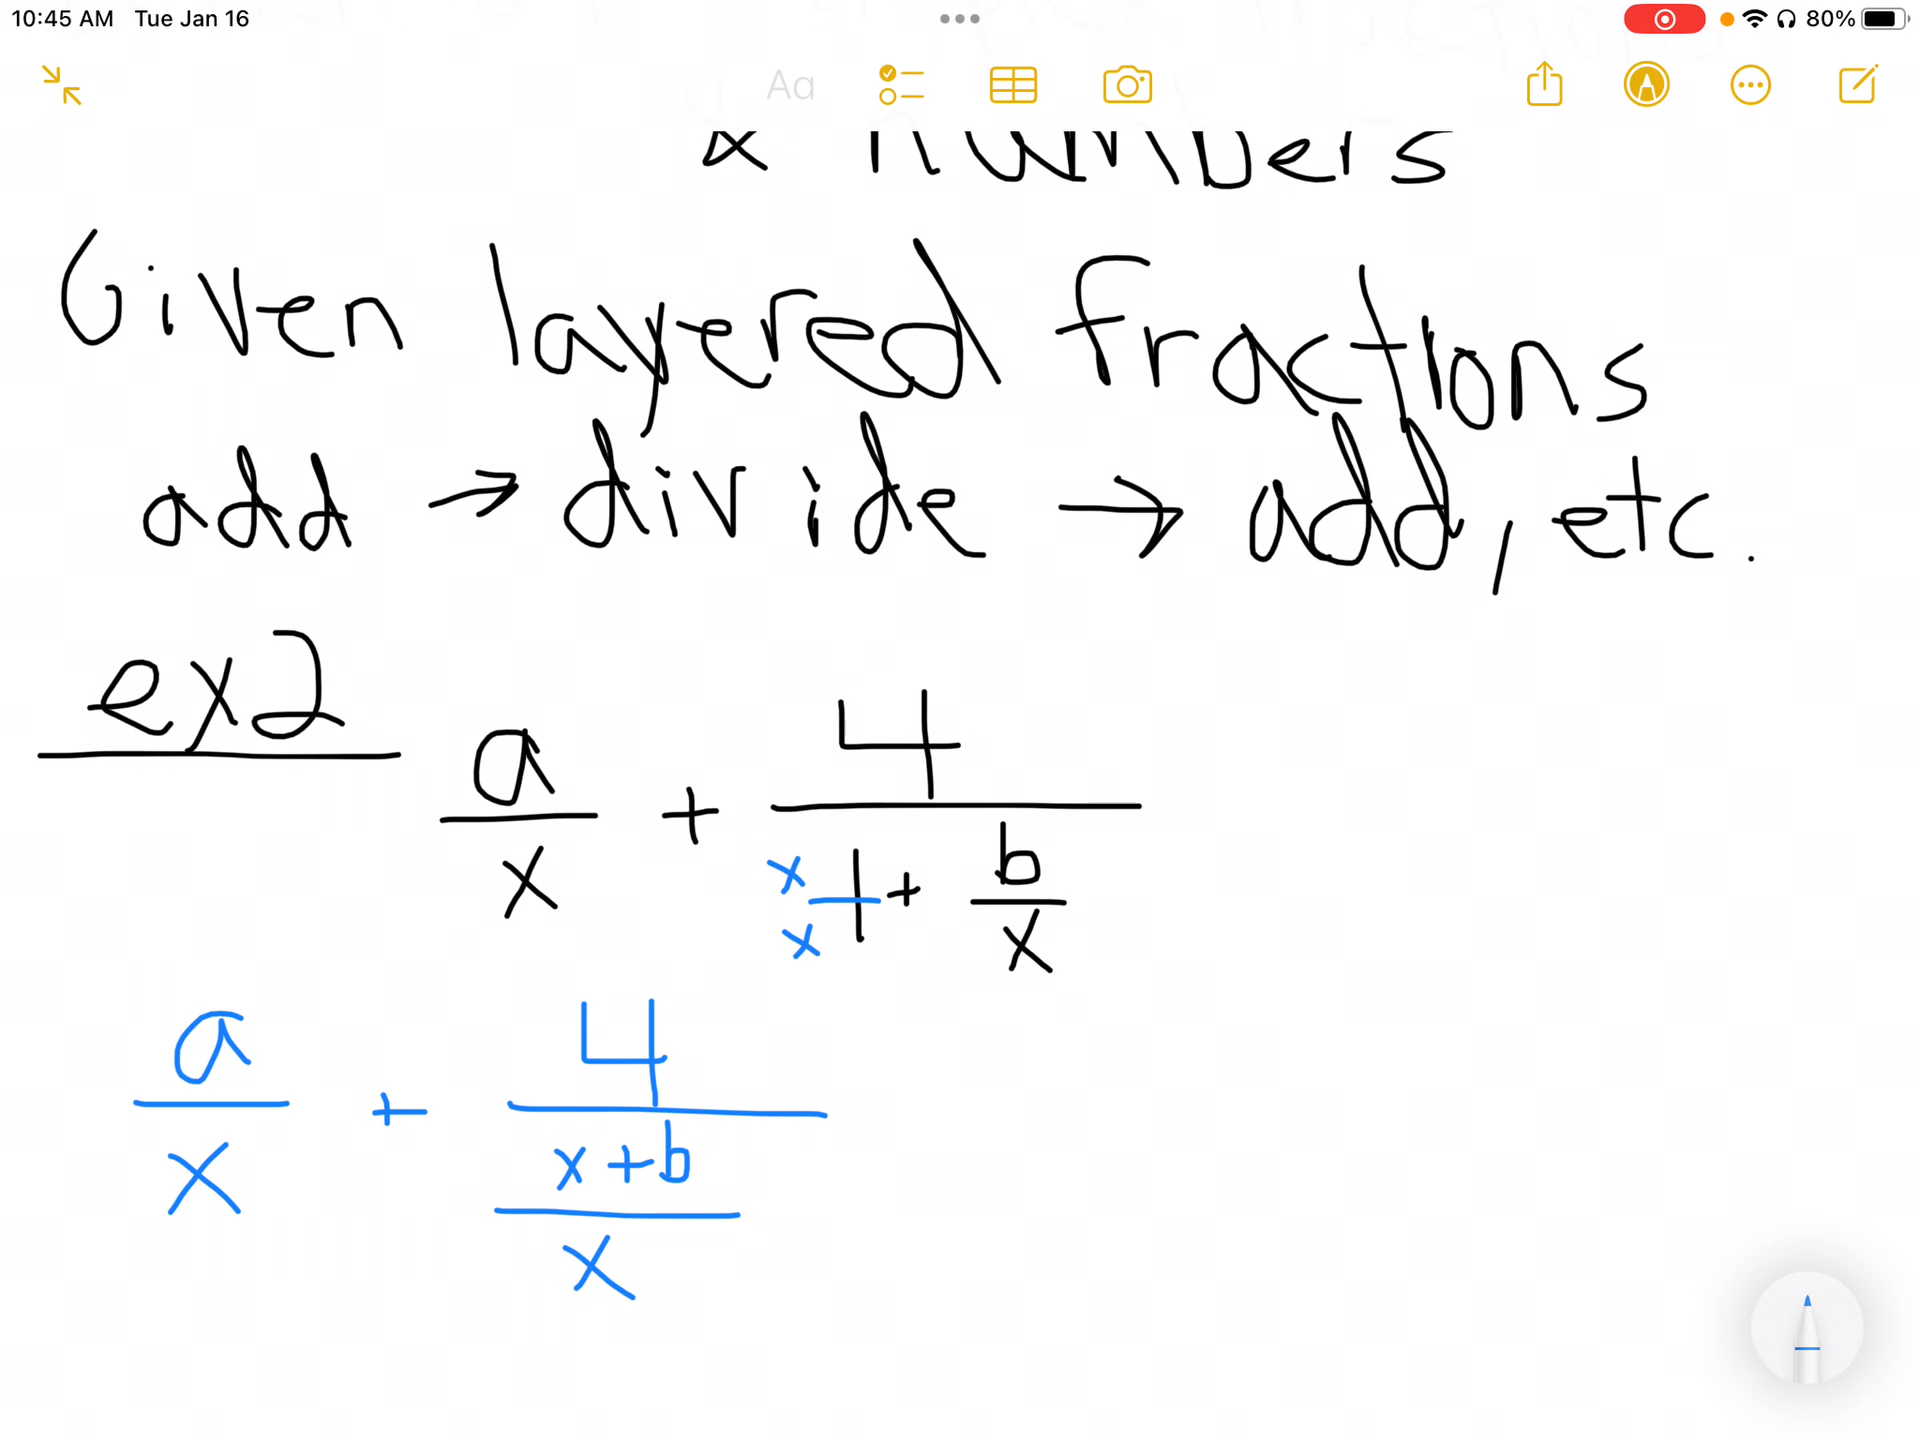 10:45 AM Tue Jan 16
80%
Aa
& numbers
Given layered fractions
add → divide → add, etc.
ex2
a/x + 4/(x/x 1 + b/x)
a/x + 4/((x+b)/x)